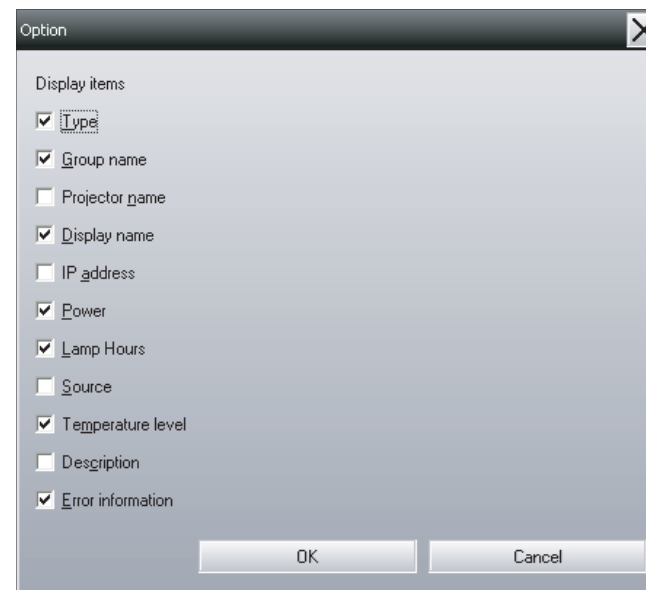 Option
Display items
Type
Group name
Projector name
Display name
IP address
Power
Lamp Hours
Source
Temperature level
Description
Error information
OK Cancel